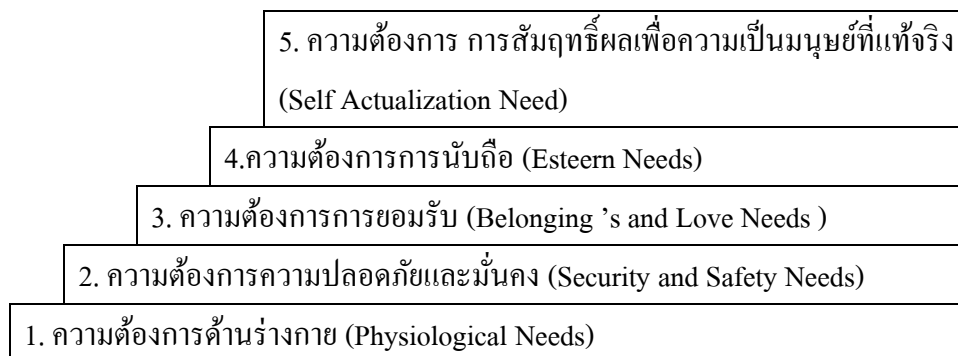 5. ความต้องการ การสัมฤทธิ์ผลเพื่อความเป็นมนุษย์ที่แท้จริง
(Self Actualization Need)
4.ความต้องการการนับถือ (Esteern Needs)
3. ความต้องการการยอมรับ (Belonging ’s and Love Needs )
2. ความต้องการความปลอดภัยและมั่นคง (Security and Safety Needs)
1. ความต้องการด้านร่างกาย (Physiological Needs)